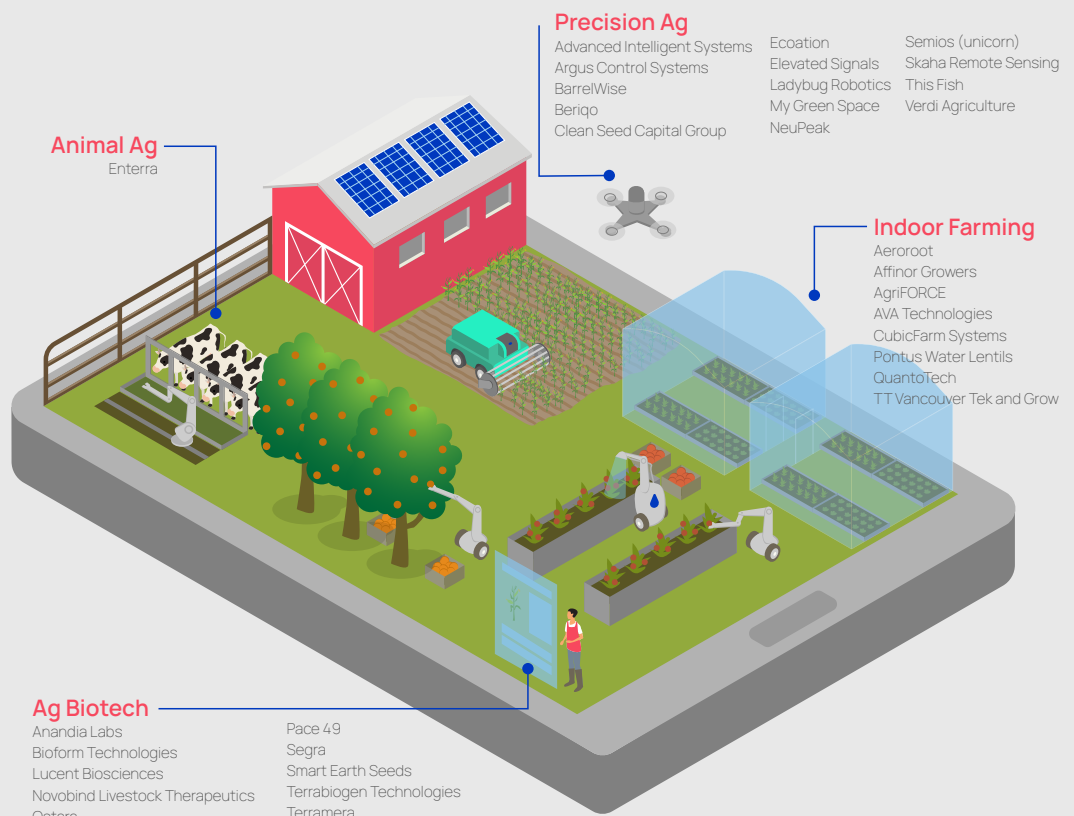 Precision Ag
Advanced Intelligent Systems
Argus Control Systems
BarrelWise
Beriqo
Clean Seed Capital Group
Ecoation
Elevated Signals
Ladybug Robotics
My Green Space
NeuPeak
Semios (unicorn)
Skaha Remote Sensing
This Fish
Verdi Agriculture
Animal Ag
Enterra
Indoor Farming
Aeroroot
Affinor Growers
AgriFORCE
AVA Technologies
CubicFarm Systems
Pontus Water Lentils
QuantoTech
TT Vancouver Tek and Grow
Ag Biotech
Anandia Labs
Bioform Technologies
Lucent Biosciences
Novobind Livestock Therapeutics
Pace 49
Segra
Smart Earth Seeds
Terrabiogen Technologies
Terramera